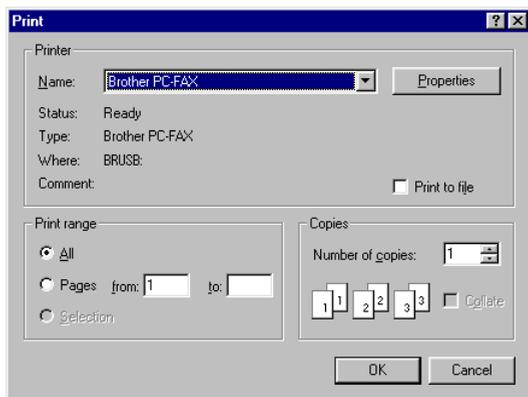 Print
Printer
Name: Brother PC-FAX Properties
Status: Ready
Type: Brother PC-FAX
Where: BRUSB:
Comment: Print to file
Print range
All
Pages from: 1 to:
Selection
Copies
Number of copies: 1
1 1 2 2 3 3 Collate
OK Cancel